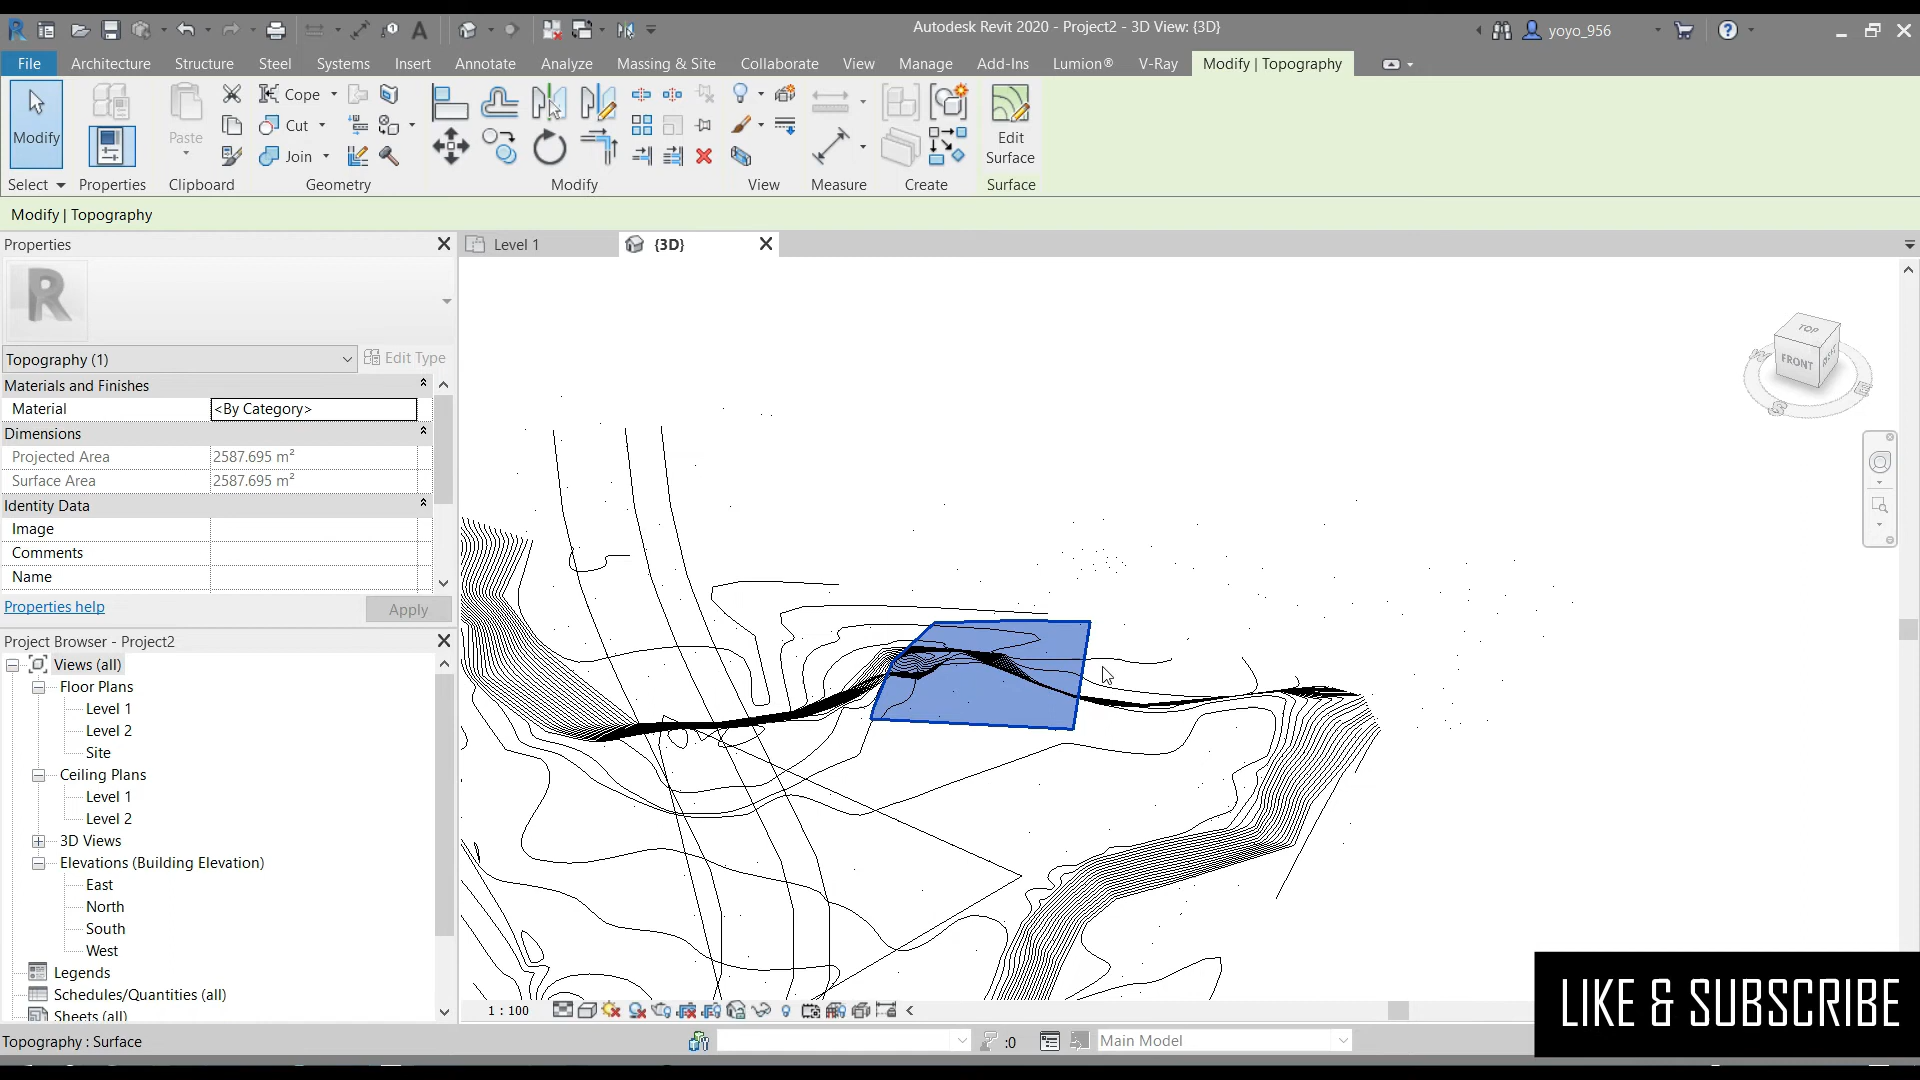 Autodesk Revit 2020 - Project2 - 3D View: {3D}
yoyo_956
File Architecture Structure Steel Systems Insert Annotate Analyze Massing & Site Collaborate View Manage Add-Ins Lumion® V-Ray Modify | Topography
Modify
Paste
Cope
Cut
Join
Edit
Surface
Select Properties Clipboard Geometry Modify View Measure Create Surface
Modify | Topography
Properties
Level 1
{3D}
R
Topography (1)
Edit Type
Materials and Finishes
Material <By Category>
Dimensions
Projected Area 2587.695 m²
Surface Area 2587.695 m²
Identity Data
Image
Comments
Name
Properties help
Apply
TOP
FRONT
W
S
E
Project Browser - Project2
Views (all)
Floor Plans
Level 1
Level 2
Site
Ceiling Plans
Level 1
Level 2
3D Views
Elevations (Building Elevation)
East
North
South
West
Legends
Schedules/Quantities (all)
Sheets (all)
1 : 100
LIKE & SUBSCRIBE
Topography : Surface
:0
Main Model